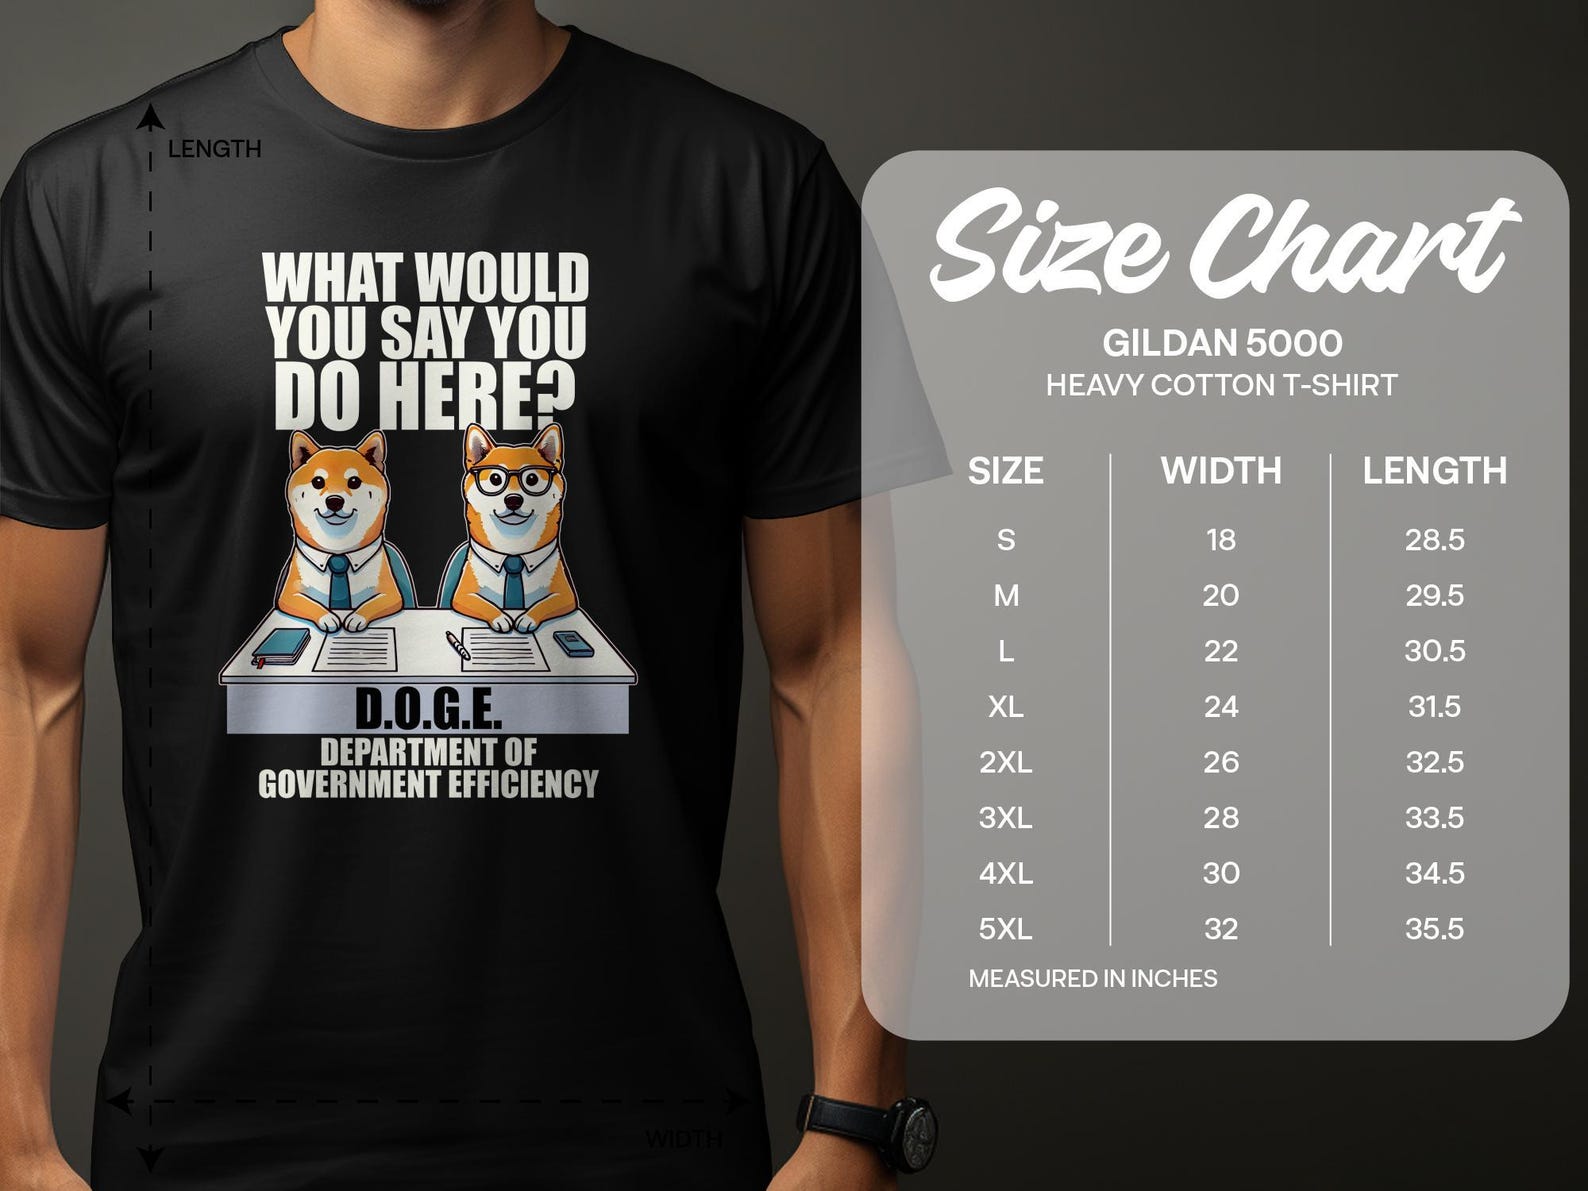 LENGTH
WHAT WOULD
YOU SAY YOU
DO HERE?
D.O.G.E.
DEPARTMENT OF
GOVERNMENT EFFICIENCY
WIDTH
Size Chart
GILDAN 5000
HEAVY COTTON T-SHIRT
SIZE WIDTH LENGTH
S 18 28.5
M 20 29.5
L 22 30.5
XL 24 31.5
2XL 26 32.5
3XL 28 33.5
4XL 30 34.5
5XL 32 35.5
MEASURED IN INCHES